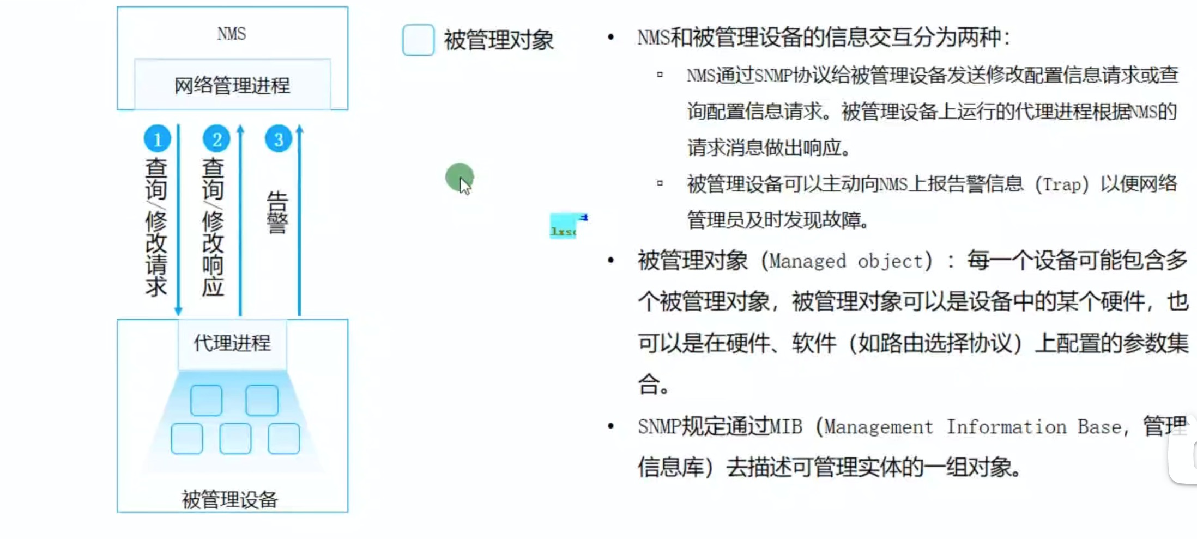 NMS
网络管理进程
1
查询/修改请求
2
查询/修改响应
3
告警
代理进程
被管理设备
被管理对象
• NMS和被管理设备的信息交互分为两种：
▫ NMS通过SNMP协议给被管理设备发送修改配置信息请求或查
询配置信息请求。被管理设备上运行的代理进程根据NMS的
请求消息做出响应。
▫ 被管理设备可以主动向NMS上报告警信息（Trap）以便网络
管理员及时发现故障。
• 被管理对象（Managed object）：每一个设备可能包含多
个被管理对象，被管理对象可以是设备中的某个硬件，也
可以是在硬件、软件（如路由选择协议）上配置的参数集
合。
• SNMP规定通过MIB（Management Information Base，管理
信息库）去描述可管理实体的一组对象。